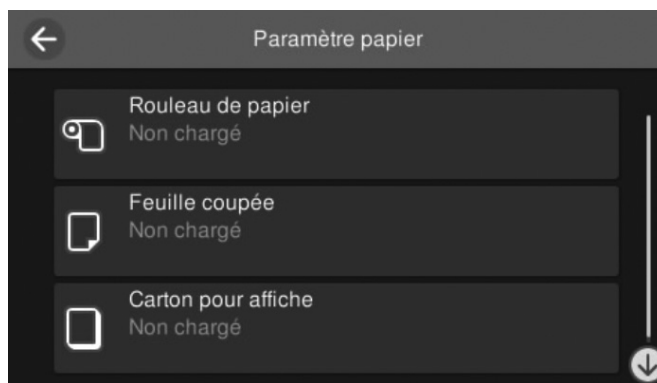 Paramètre papier
Rouleau de papier
Non chargé
Feuille coupée
Non chargé
Carton pour affiche
Non chargé